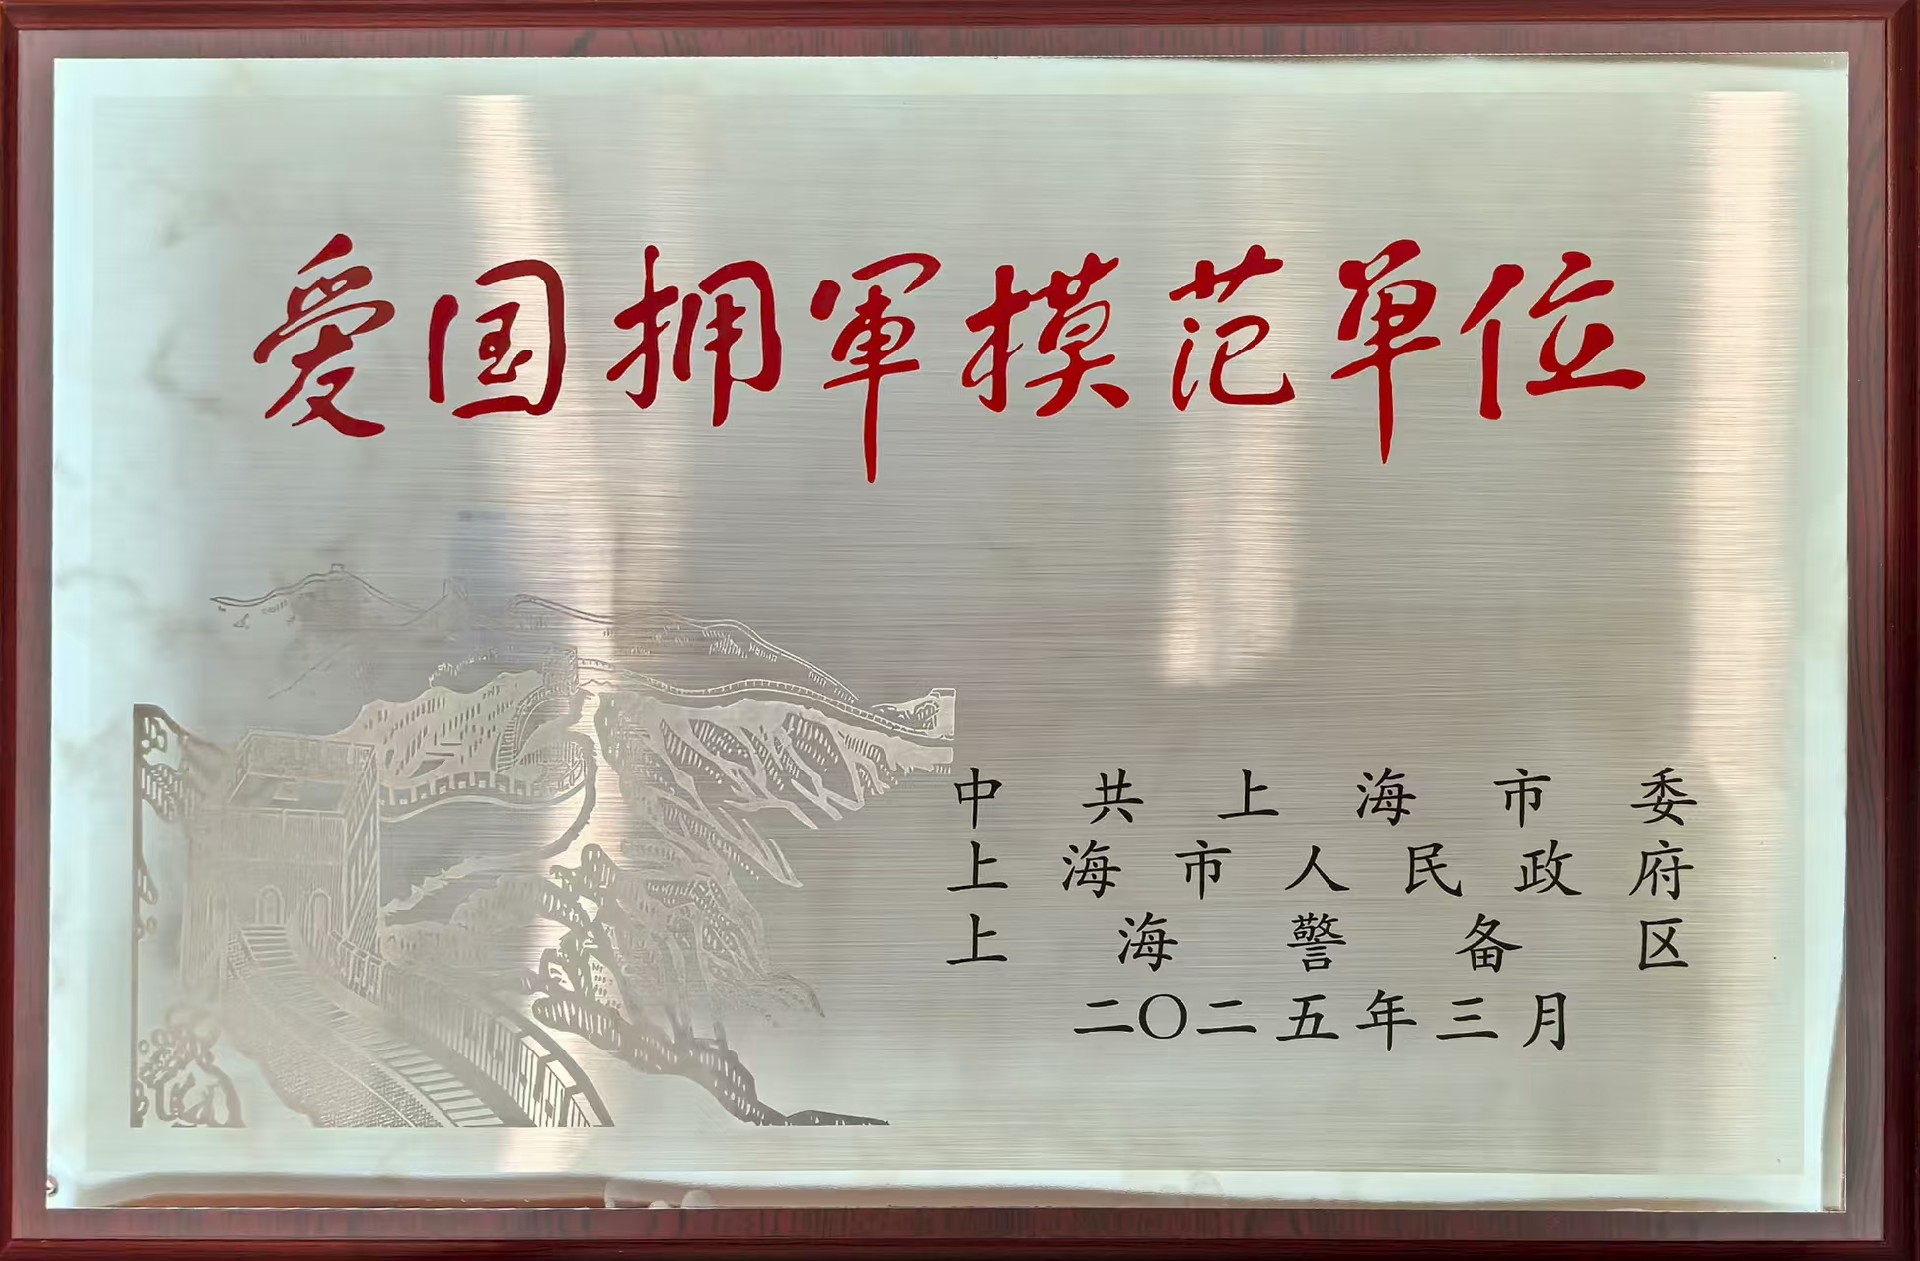 爱国拥軍模范单位
中共上海市委
上海市人民政府
上海警备区
二〇二五年三月